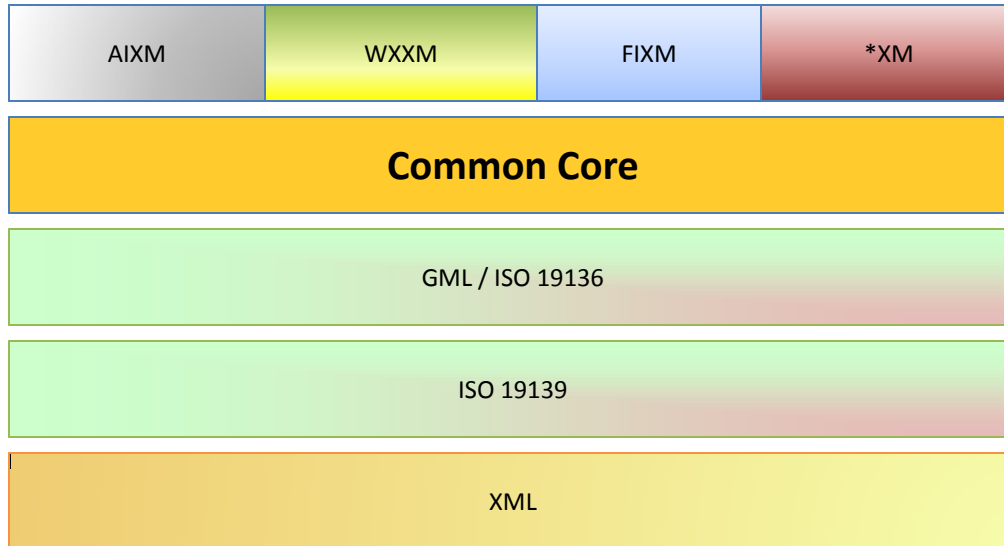 AIXM
WXXM
FIXM
*XM
Common Core
GML / ISO 19136
ISO 19139
XML